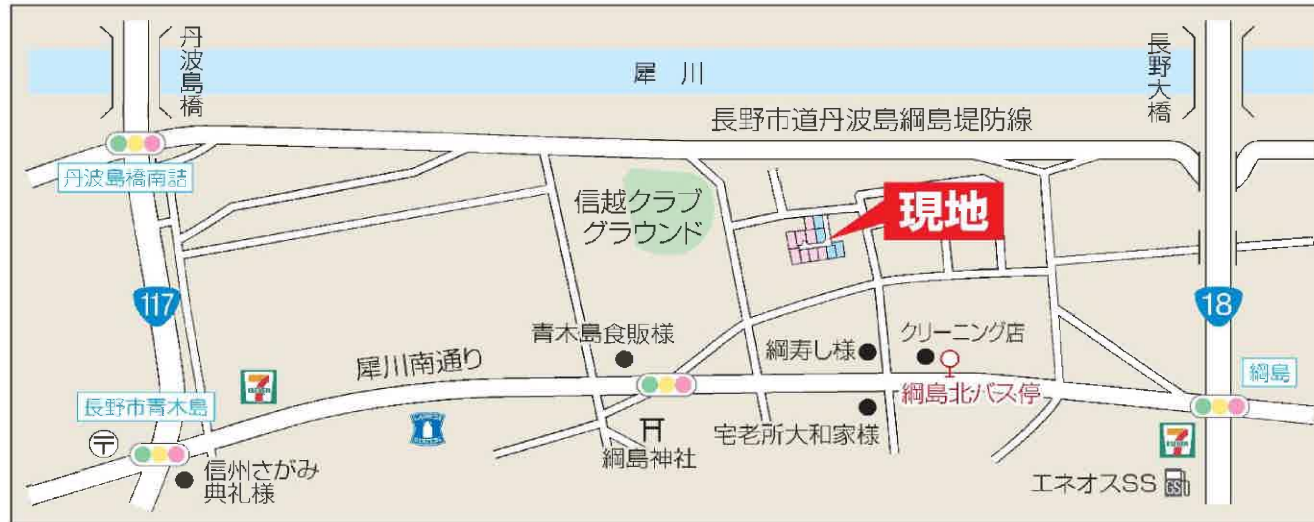 丹波島橋
長野大橋
犀 川
長野市道丹波島綱島堤防線
丹波島橋南詰
信越クラブ
グラウンド
現地
117
18
青木島食販様
クリーニング店
綱寿し様
犀川南通り
綱島
綱島北バス停
長野市青木島
宅老所大和家様
綱島神社
信州さがみ
典礼様
エネオスSS
GS